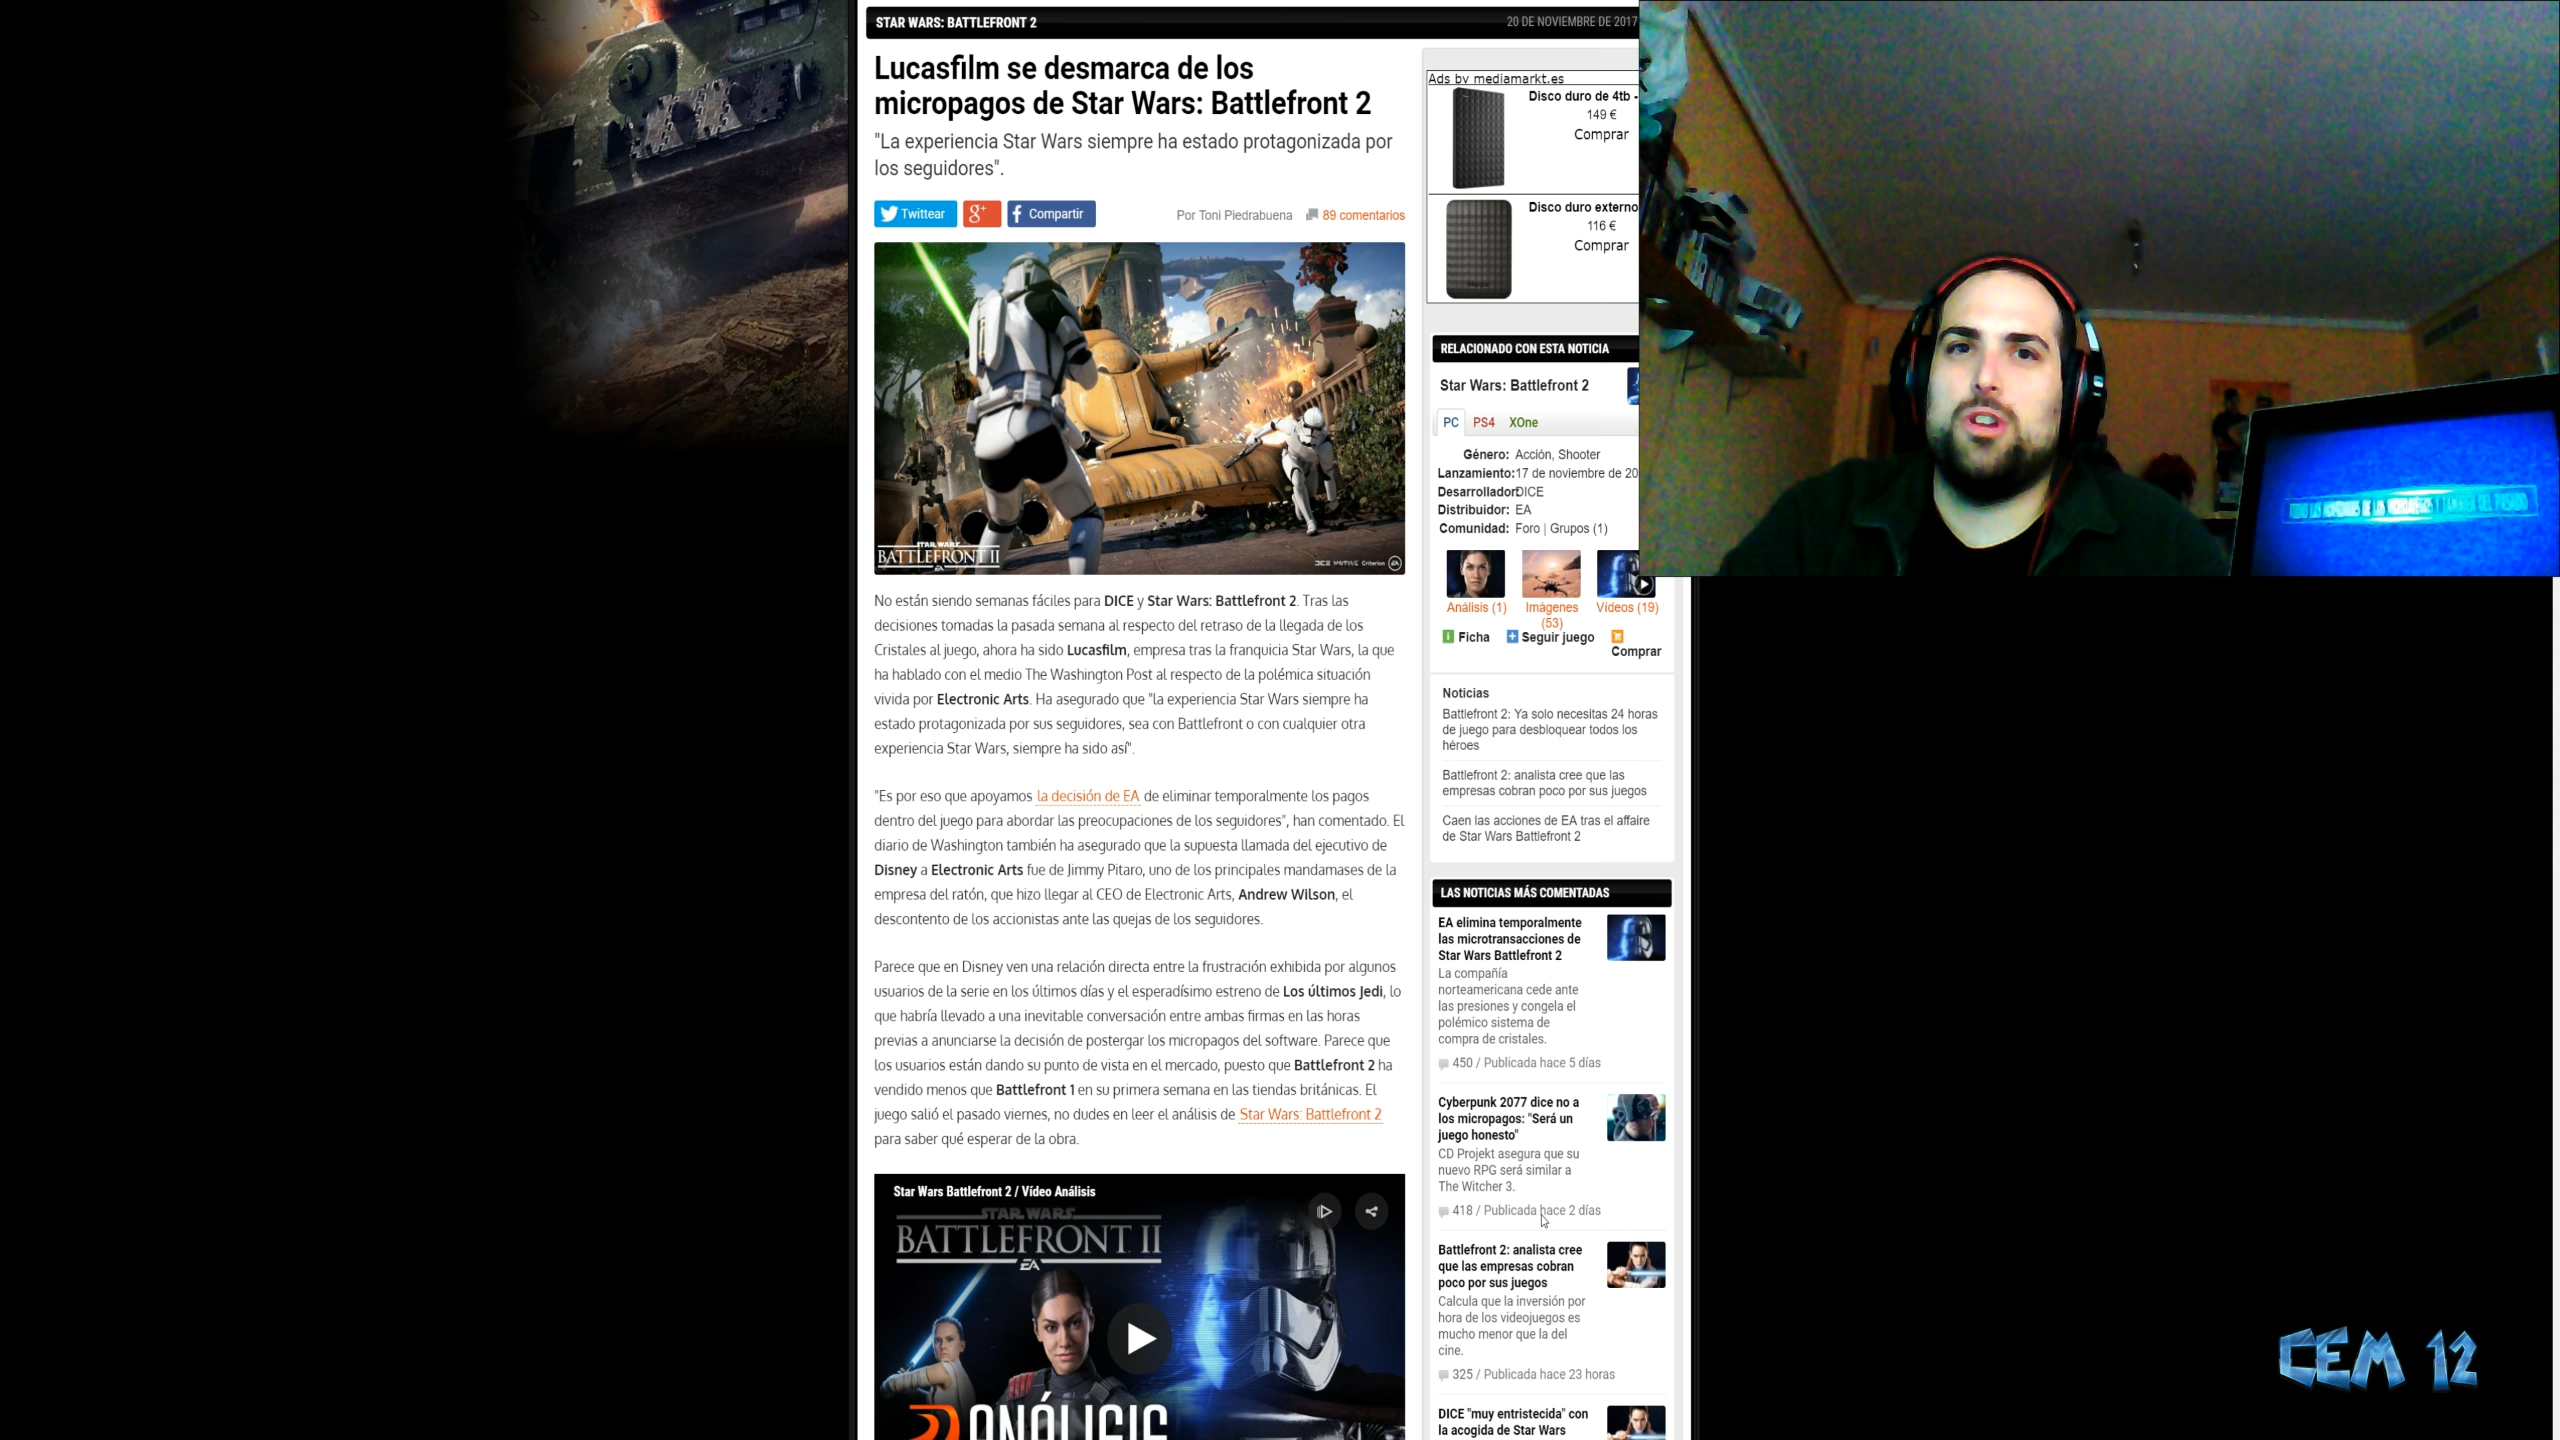 STAR WARS: BATTLEFRONT 2
20 DE NOVIEMBRE DE 2017
Lucasfilm se desmarca de los
micropagos de Star Wars: Battlefront 2
"La experiencia Star Wars siempre ha estado protagonizada por
los seguidores".
Twittear
g+
Compartir
Por Toni Piedrabuena
89 comentarios
STAR WARS
BATTLEFRONT II
EA
DICE MOTIVE Criterion EA
No están siendo semanas fáciles para DICE y Star Wars: Battlefront 2. Tras las
decisiones tomadas la pasada semana al respecto del retraso de la llegada de los
Cristales al juego, ahora ha sido Lucasfilm, empresa tras la franquicia Star Wars, la que
ha hablado con el medio The Washington Post al respecto de la polémica situación
vivida por Electronic Arts. Ha asegurado que "la experiencia Star Wars siempre ha
estado protagonizada por sus seguidores, sea con Battlefront o con cualquier otra
experiencia Star Wars, siempre ha sido así".
"Es por eso que apoyamos la decisión de EA de eliminar temporalmente los pagos
dentro del juego para abordar las preocupaciones de los seguidores", han comentado. El
diario de Washington también ha asegurado que la supuesta llamada del ejecutivo de
Disney a Electronic Arts fue de Jimmy Pitaro, uno de los principales mandamases de la
empresa del ratón, que hizo llegar al CEO de Electronic Arts, Andrew Wilson, el
descontento de los accionistas ante las quejas de los seguidores.
Parece que en Disney ven una relación directa entre la frustración exhibida por algunos
usuarios de la serie en los últimos días y el esperadísimo estreno de Los últimos Jedi, lo
que habría llevado a una inevitable conversación entre ambas firmas en las horas
previas a anunciarse la decisión de postergar los micropagos del software. Parece que
los usuarios están dando su punto de vista en el mercado, puesto que Battlefront 2 ha
vendido menos que Battlefront 1 en su primera semana en las tiendas británicas. El
juego salió el pasado viernes, no dudes en leer el análisis de Star Wars: Battlefront 2
para saber qué esperar de la obra.
Star Wars Battlefront 2 / Vídeo Análisis
STAR WARS
BATTLEFRONT II
EA
ANÁLISIS
Ads by mediamarkt.es
Disco duro de 4tb -
149 €
Comprar
Disco duro externo
116 €
Comprar
RELACIONADO CON ESTA NOTICIA
Star Wars: Battlefront 2
PC PS4 XOne
Género: Acción, Shooter
Lanzamiento: 17 de noviembre de 20
Desarrollador: DICE
Distribuidor: EA
Comunidad: Foro | Grupos (1)
Análisis (1)
Imágenes
(53)
Vídeos (19)
Ficha
Seguir juego
Comprar
Noticias
Battlefront 2: Ya solo necesitas 24 horas
de juego para desbloquear todos los
héroes
Battlefront 2: analista cree que las
empresas cobran poco por sus juegos
Caen las acciones de EA tras el affaire
de Star Wars Battlefront 2
LAS NOTICIAS MÁS COMENTADAS
EA elimina temporalmente
las microtransacciones de
Star Wars Battlefront 2
La compañía
norteamericana cede ante
las presiones y congela el
polémico sistema de
compra de cristales.
450 / Publicada hace 5 días
Cyberpunk 2077 dice no a
los micropagos: "Será un
juego honesto"
CD Projekt asegura que su
nuevo RPG será similar a
The Witcher 3.
418 / Publicada hace 2 días
Battlefront 2: analista cree
que las empresas cobran
poco por sus juegos
Calcula que la inversión por
hora de los videojuegos es
mucho menor que la del
cine.
325 / Publicada hace 23 horas
DICE "muy entristecida" con
la acogida de Star Wars
CEM 12